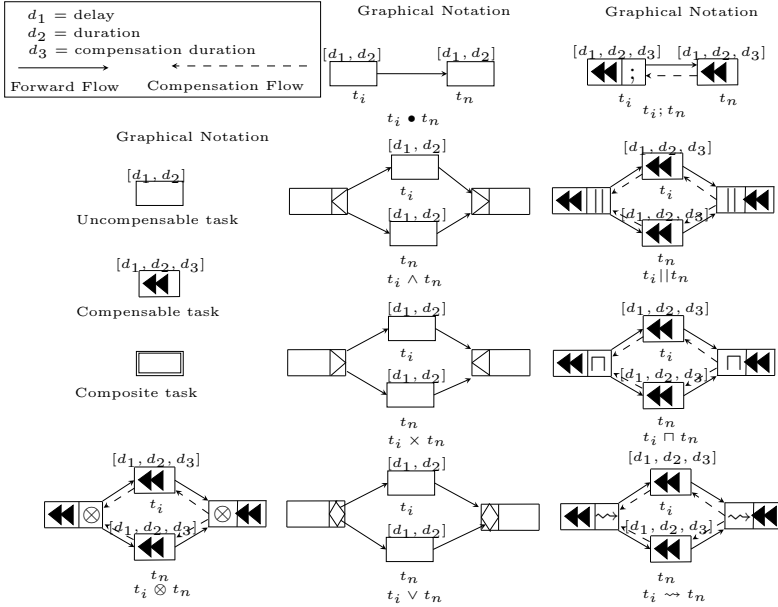 d₁ = delay
d₂ = duration
d₃ = compensation duration
Forward Flow
Compensation Flow
Graphical Notation
[d₁, d₂]
[d₁, d₂]
tᵢ
tₙ
tᵢ • tₙ
Graphical Notation
[d₁, d₂, d₃]
[d₁, d₂, d₃]
;
tᵢ
tₙ
tᵢ; tₙ
Graphical Notation
[d₁, d₂]
Uncompensable task
[d₁, d₂, d₃]
Compensable task
Composite task
[d₁, d₂]
tᵢ
[d₁, d₂]
tₙ
tᵢ ∧ tₙ
[d₁, d₂, d₃]
tᵢ
||
||
[d₁, d₂, d₃]
tₙ
tᵢ||tₙ
[d₁, d₂]
tᵢ
[d₁, d₂]
tₙ
tᵢ × tₙ
[d₁, d₂, d₃]
tᵢ
⊓
⊓
[d₁, d₂, d₃]
tₙ
tᵢ ⊓ tₙ
[d₁, d₂, d₃]
tᵢ
⊗
⊗
[d₁, d₂, d₃]
tₙ
tᵢ ⊗ tₙ
[d₁, d₂]
tᵢ
[d₁, d₂]
tₙ
tᵢ ∨ tₙ
[d₁, d₂, d₃]
tᵢ
⇝
⇝
[d₁, d₂, d₃]
tₙ
tᵢ ⇝ tₙ